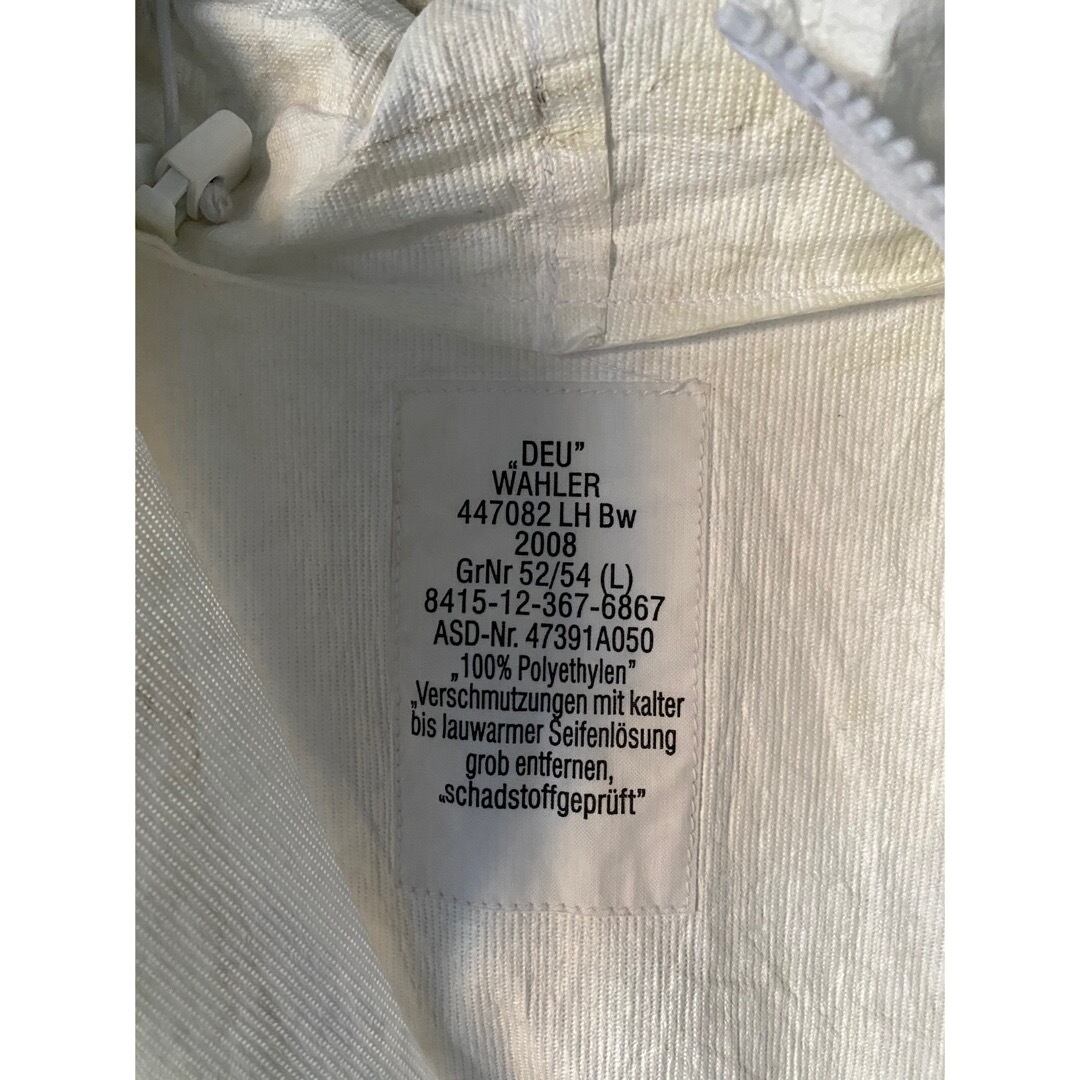 „DEU”
WAHLER
447082 LH Bw
2008
GrNr 52/54 (L)
8415-12-367-6867
ASD-Nr. 47391A050
„100% Polyethylen”
„Verschmutzungen mit kalter
bis lauwarmer Seifenlösung
grob entfernen,
„schadstoffgeprüft”